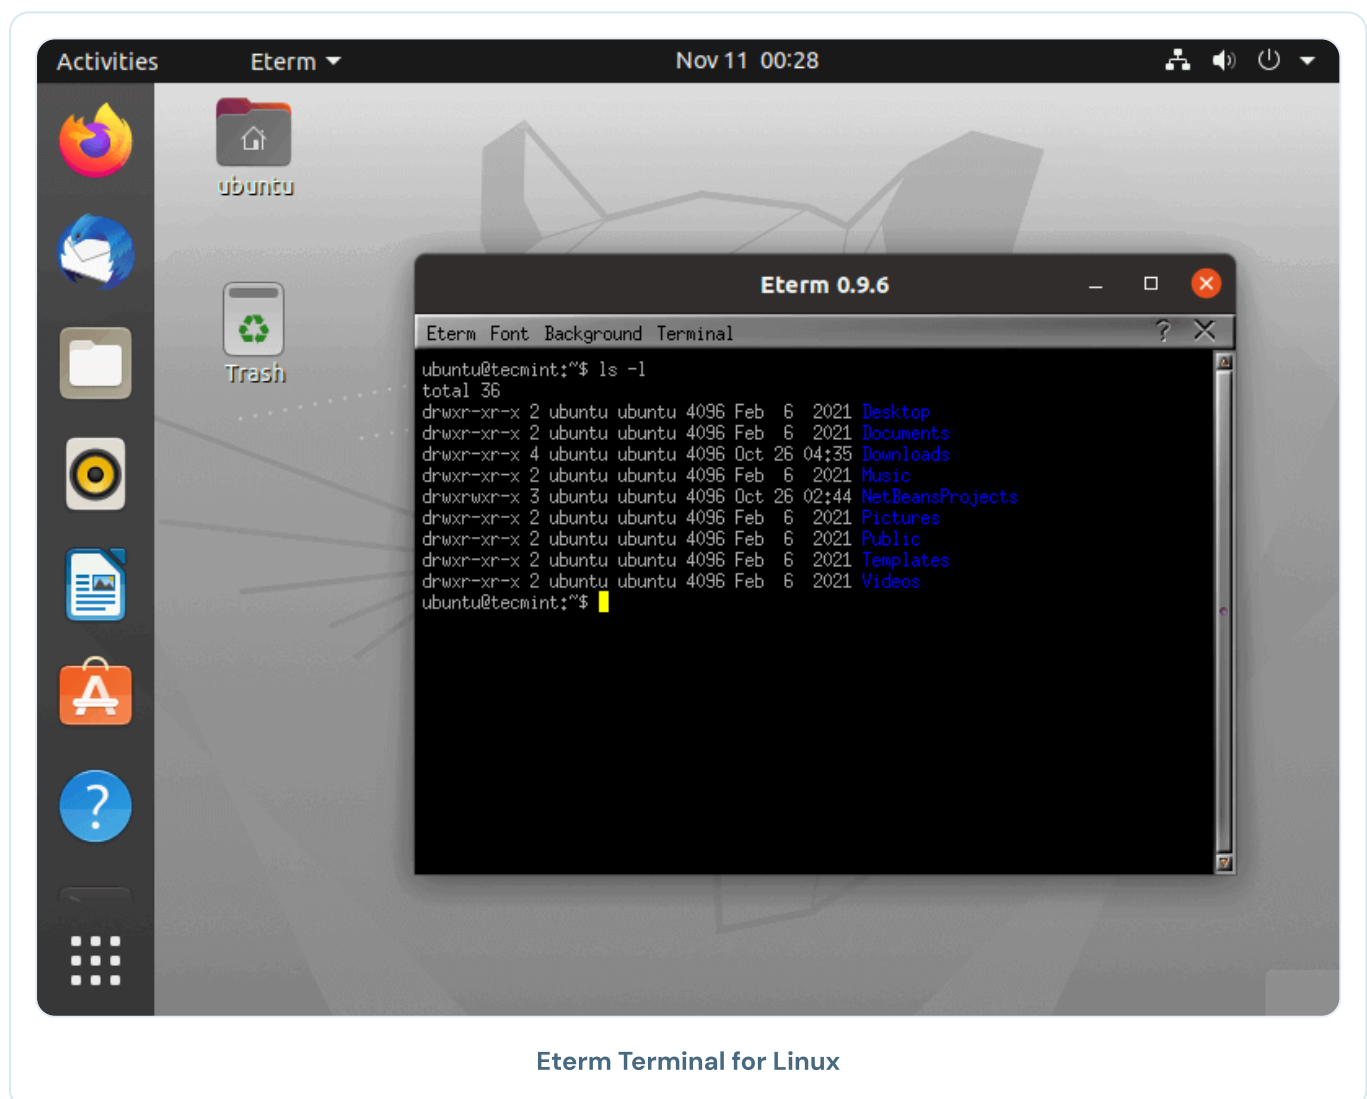 Activities Eterm Nov 11 00:28
ubuntu
Trash
Eterm 0.9.6
Eterm Font Background Terminal ?
ubuntu@tecmint:~$ ls -l
total 36
drwxr-xr-x 2 ubuntu ubuntu 4096 Feb  6  2021 Desktop
drwxr-xr-x 2 ubuntu ubuntu 4096 Feb  6  2021 Documents
drwxr-xr-x 4 ubuntu ubuntu 4096 Oct 26 04:35 Downloads
drwxr-xr-x 2 ubuntu ubuntu 4096 Feb  6  2021 Music
drwxrwxr-x 3 ubuntu ubuntu 4096 Oct 26 02:44 NetBeansProjects
drwxr-xr-x 2 ubuntu ubuntu 4096 Feb  6  2021 Pictures
drwxr-xr-x 2 ubuntu ubuntu 4096 Feb  6  2021 Public
drwxr-xr-x 2 ubuntu ubuntu 4096 Feb  6  2021 Templates
drwxr-xr-x 2 ubuntu ubuntu 4096 Feb  6  2021 Videos
ubuntu@tecmint:~$
Eterm Terminal for Linux